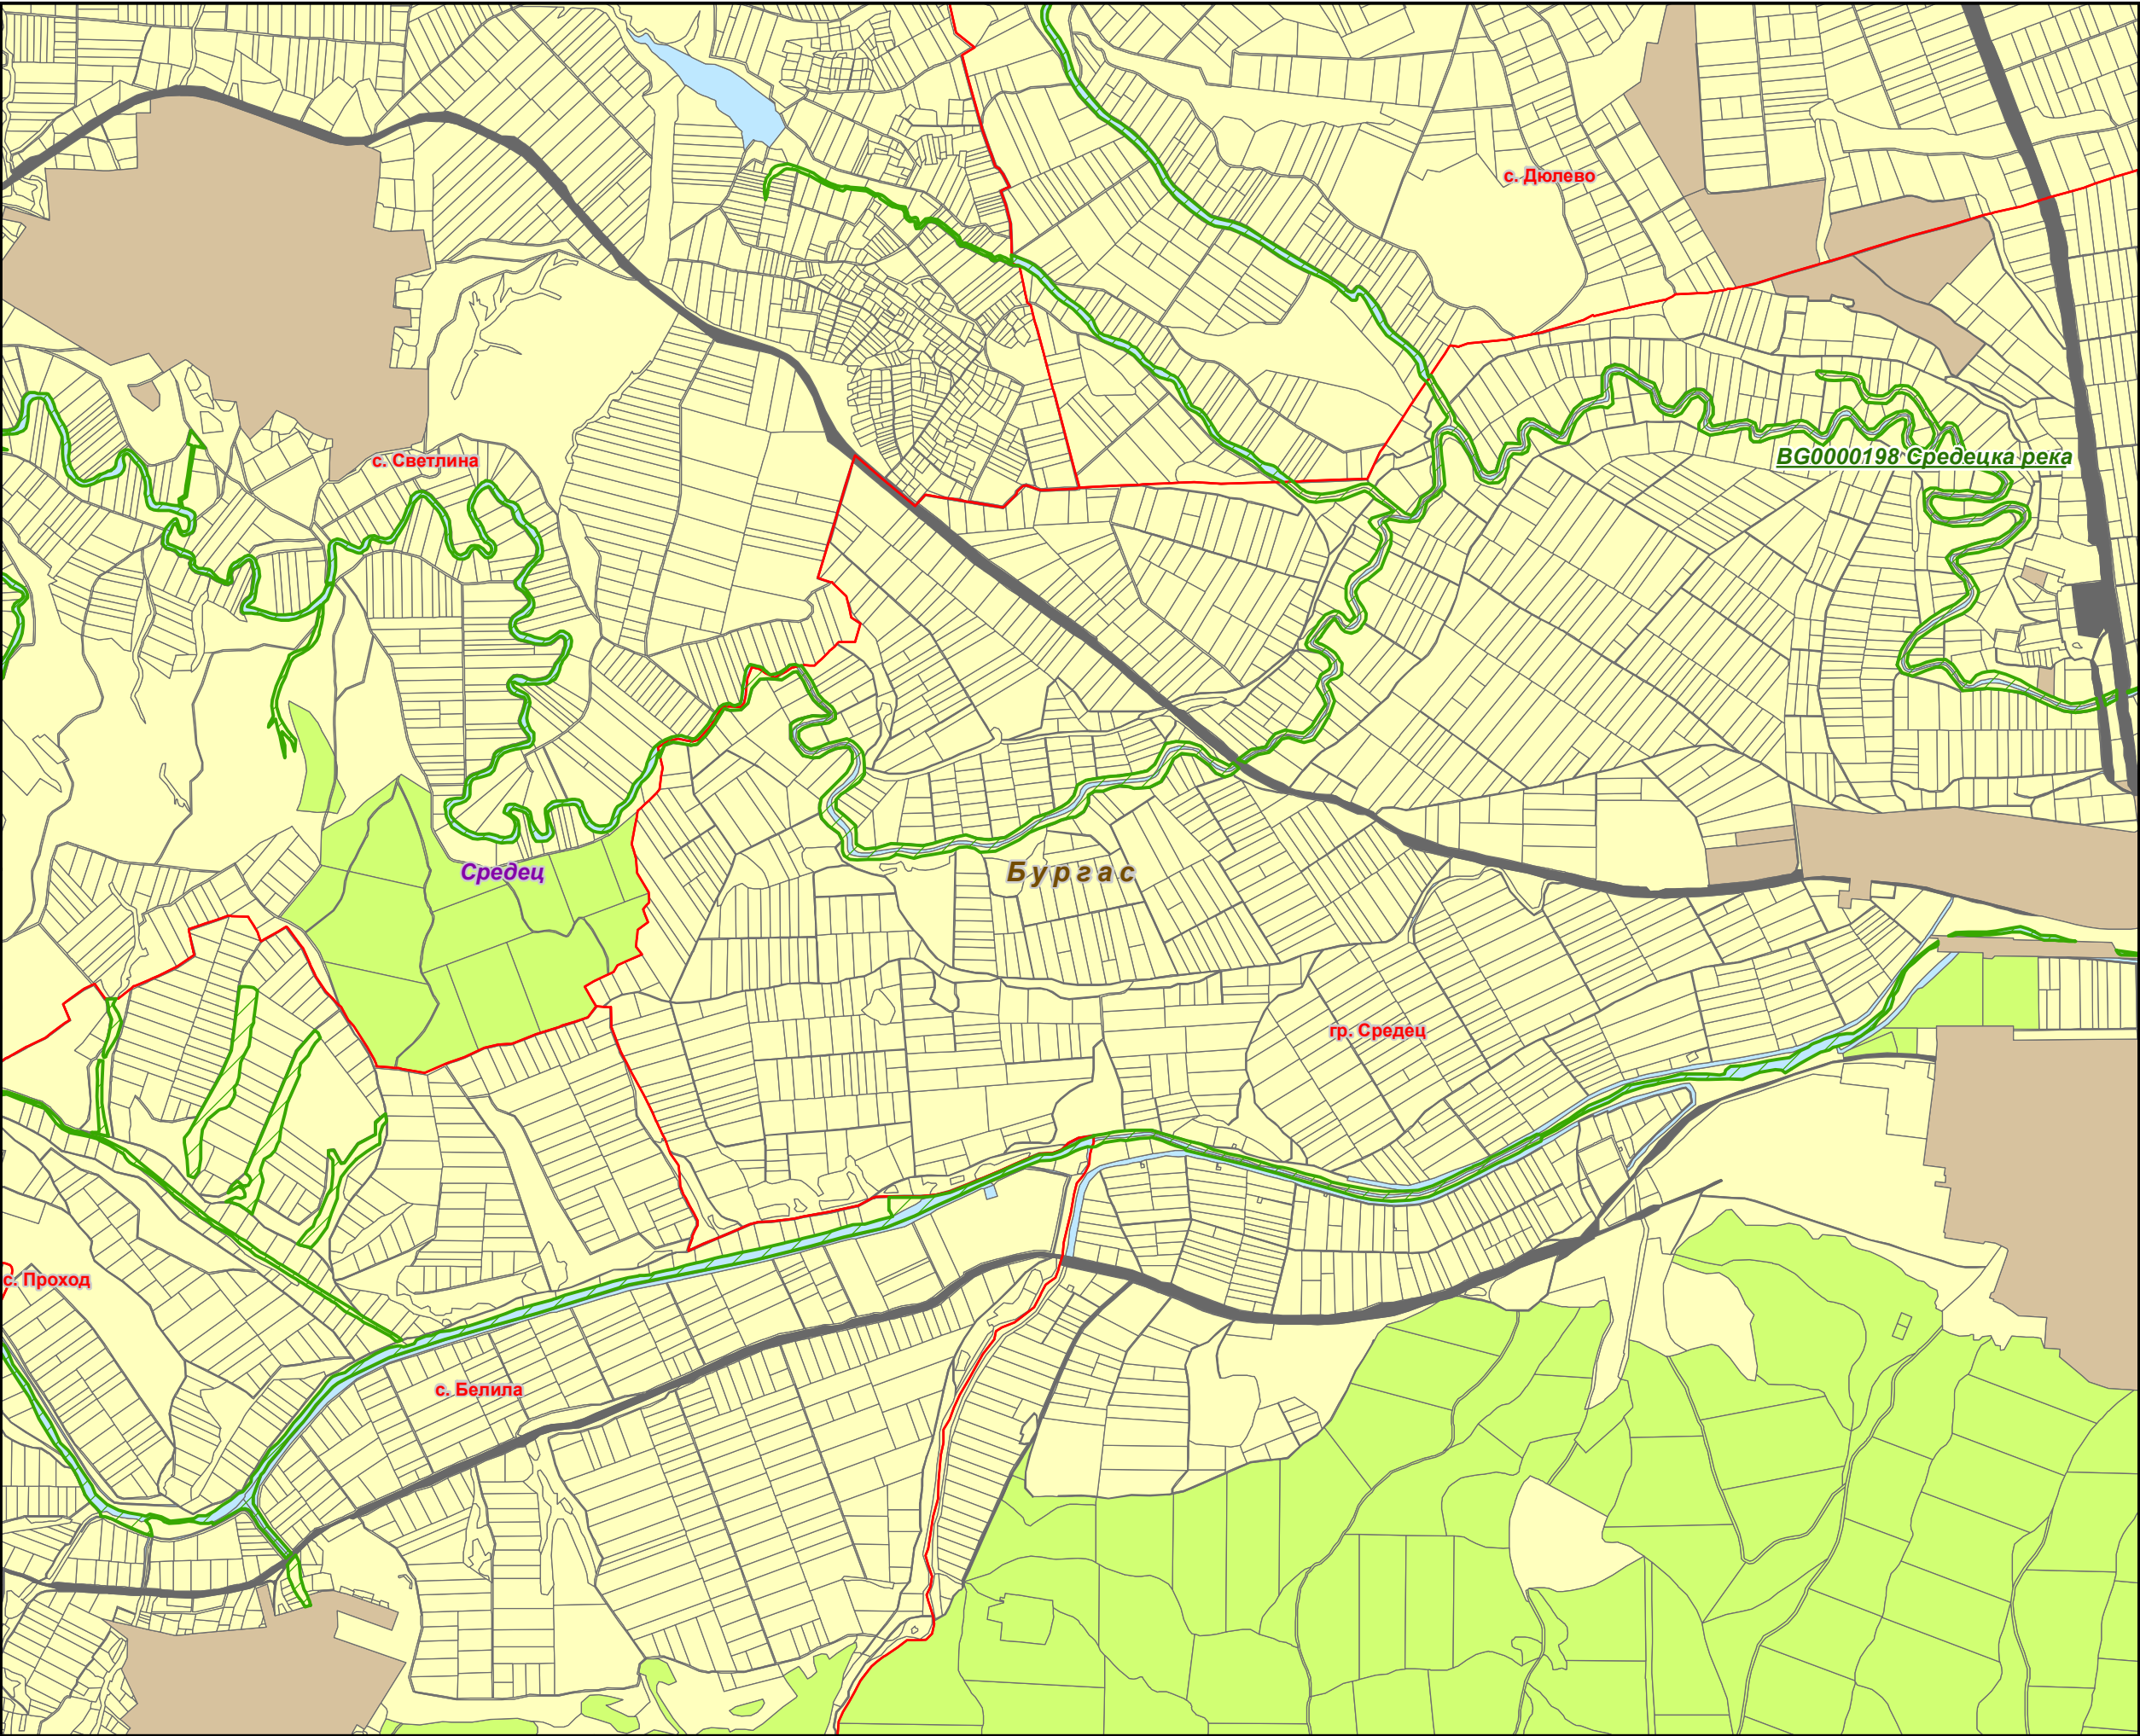 с. Дюлево
BG0000198 Средецка река
с. Светлина
Средец
Бургас
гр. Средец
с. Проход
с. Белила